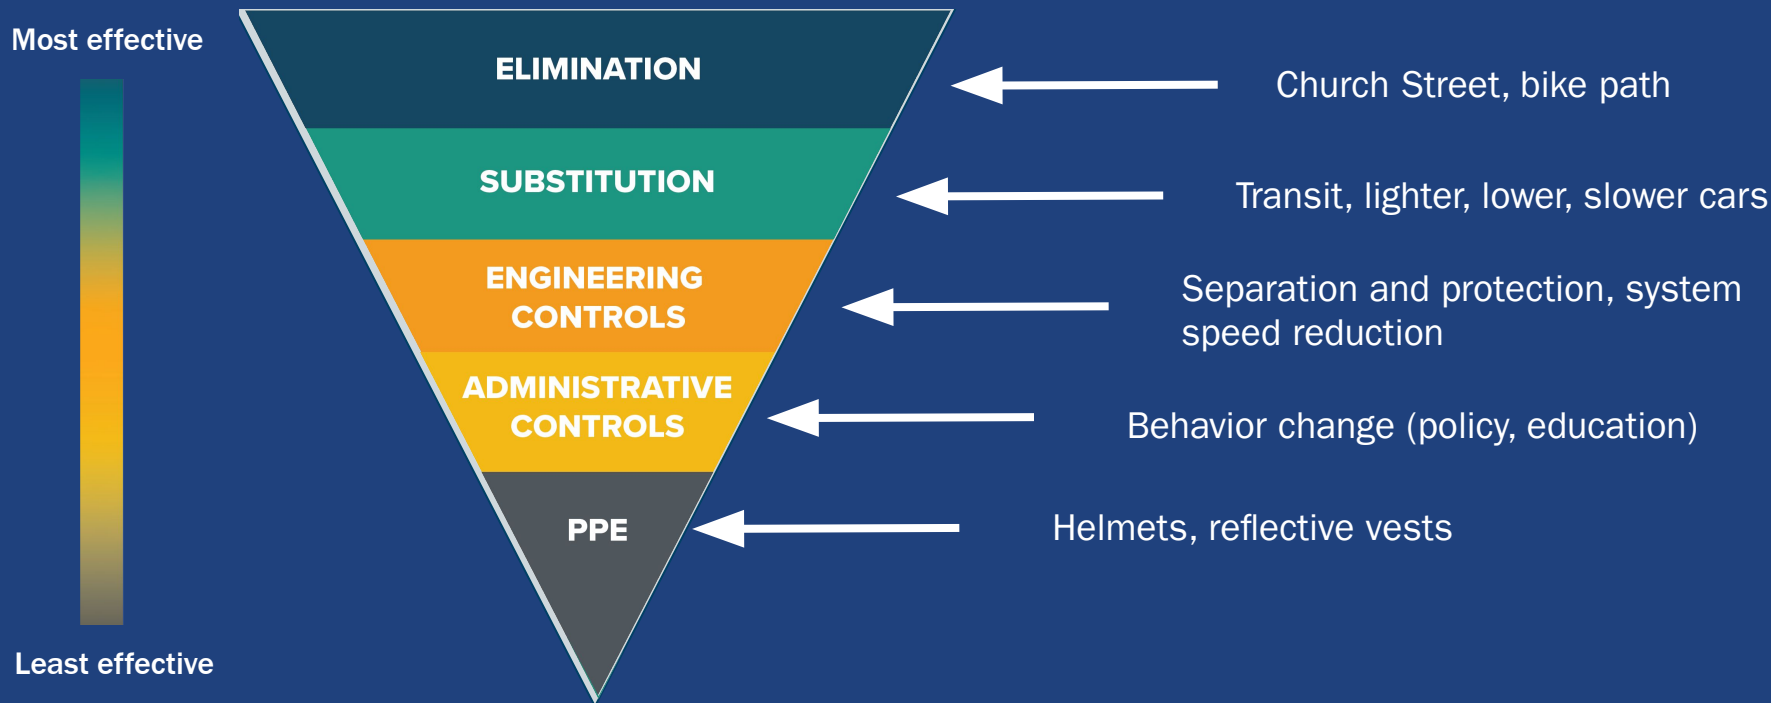 Most effective
ELIMINATION
Church Street, bike path
SUBSTITUTION
Transit, lighter, lower, slower cars
ENGINEERING
CONTROLS
Separation and protection, system
speed reduction
ADMINISTRATIVE
CONTROLS
Behavior change (policy, education)
PPE
Helmets, reflective vests
Least effective